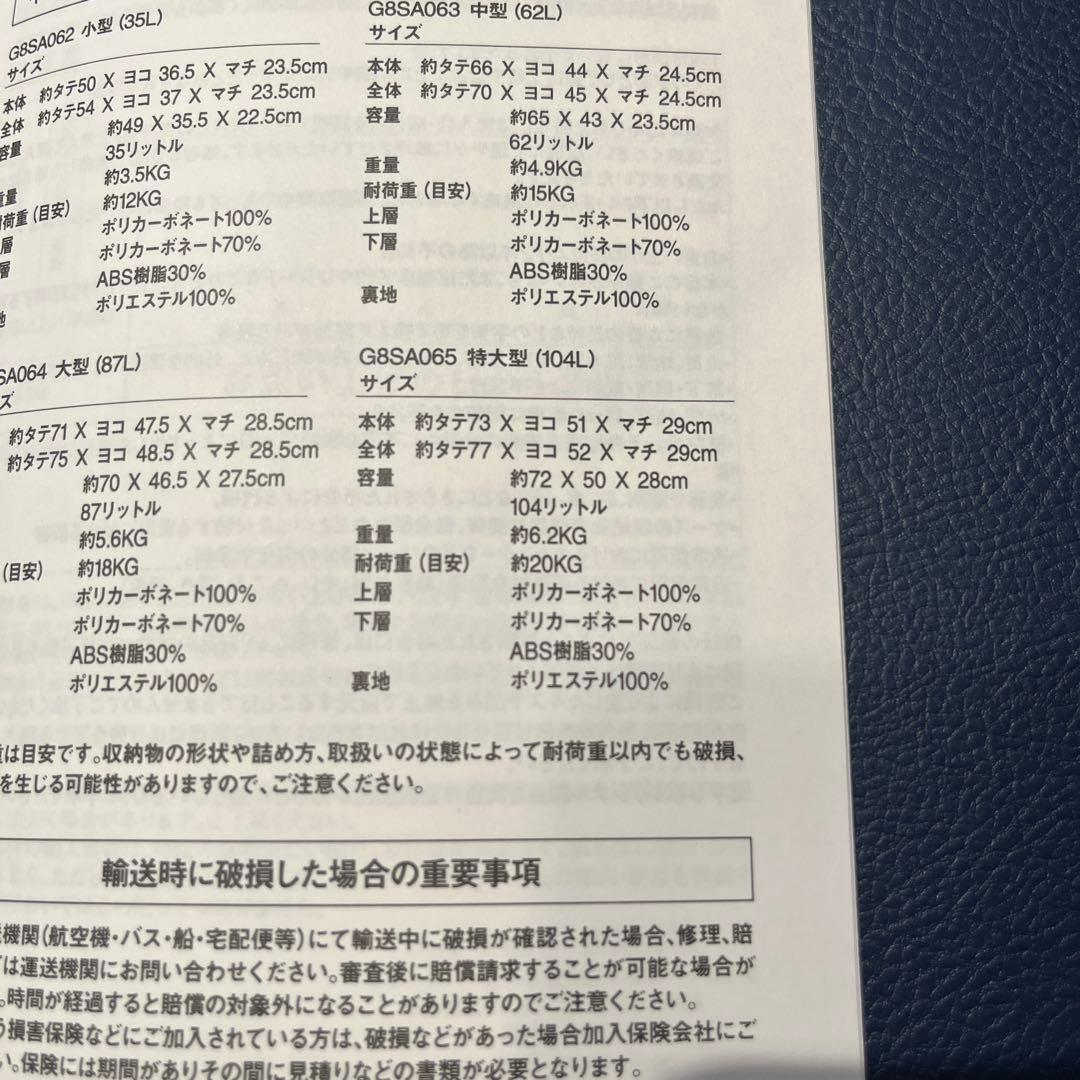 G8SA062 小型 (35L)
サイズ
本体 約タテ50 X ヨコ 36.5 X マチ 23.5cm
全体 約タテ54 X ヨコ 37 X マチ 23.5cm
容量 約49 X 35.5 X 22.5cm
35リットル
重量 約3.5KG
耐荷重 (目安) 約12KG
層 ポリカーボネート100%
層 ポリカーボネート70%
ABS樹脂30%
地 ポリエステル100%
G8SA063 中型 (62L)
サイズ
本体 約タテ66 X ヨコ 44 X マチ 24.5cm
全体 約タテ70 X ヨコ 45 X マチ 24.5cm
容量 約65 X 43 X 23.5cm
62リットル
重量 約4.9KG
耐荷重 (目安) 約15KG
上層 ポリカーボネート100%
下層 ポリカーボネート70%
ABS樹脂30%
裏地 ポリエステル100%
SA064 大型 (87L)
ズ
約タテ71 X ヨコ 47.5 X マチ 28.5cm
約タテ75 X ヨコ 48.5 X マチ 28.5cm
約70 X 46.5 X 27.5cm
87リットル
約5.6KG
(目安) 約18KG
ポリカーボネート100%
ポリカーボネート70%
ABS樹脂30%
ポリエステル100%
G8SA065 特大型 (104L)
サイズ
本体 約タテ73 X ヨコ 51 X マチ 29cm
全体 約タテ77 X ヨコ 52 X マチ 29cm
容量 約72 X 50 X 28cm
104リットル
重量 約6.2KG
耐荷重 (目安) 約20KG
上層 ポリカーボネート100%
下層 ポリカーボネート70%
ABS樹脂30%
裏地 ポリエステル100%
重は目安です。収納物の形状や詰め方、取扱いの状態によって耐荷重以内でも破損、
を生じる可能性がありますので、ご注意ください。
輸送時に破損した場合の重要事項
機関(航空機・バス・船・宅配便等)にて輸送中に破損が確認された場合、修理、賠
は運送機関にお問い合わせください。審査後に賠償請求することが可能な場合が
。時間が経過すると賠償の対象外になることがありますのでご注意ください。
損害保険などにご加入されている方は、破損などがあった場合加入保険会社にご
い。保険には期間がありその間に見積りなどの書類が必要となります。